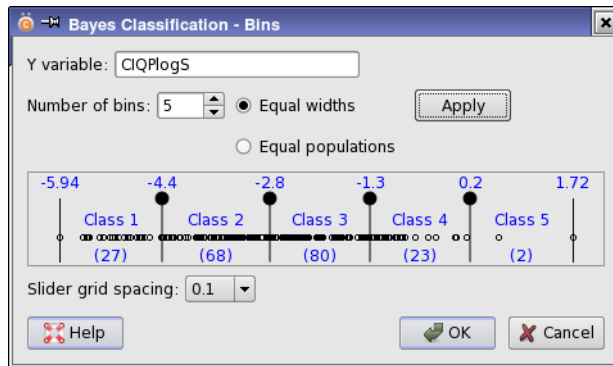 Bayes Classification - Bins
Y variable: CIQPlogS
Number of bins: 5 Equal widths Apply
Equal populations
-5.94 -4.4 -2.8 -1.3 0.2 1.72
Class 1 Class 2 Class 3 Class 4 Class 5
(27) (68) (80) (23) (2)
Slider grid spacing: 0.1
Help OK Cancel